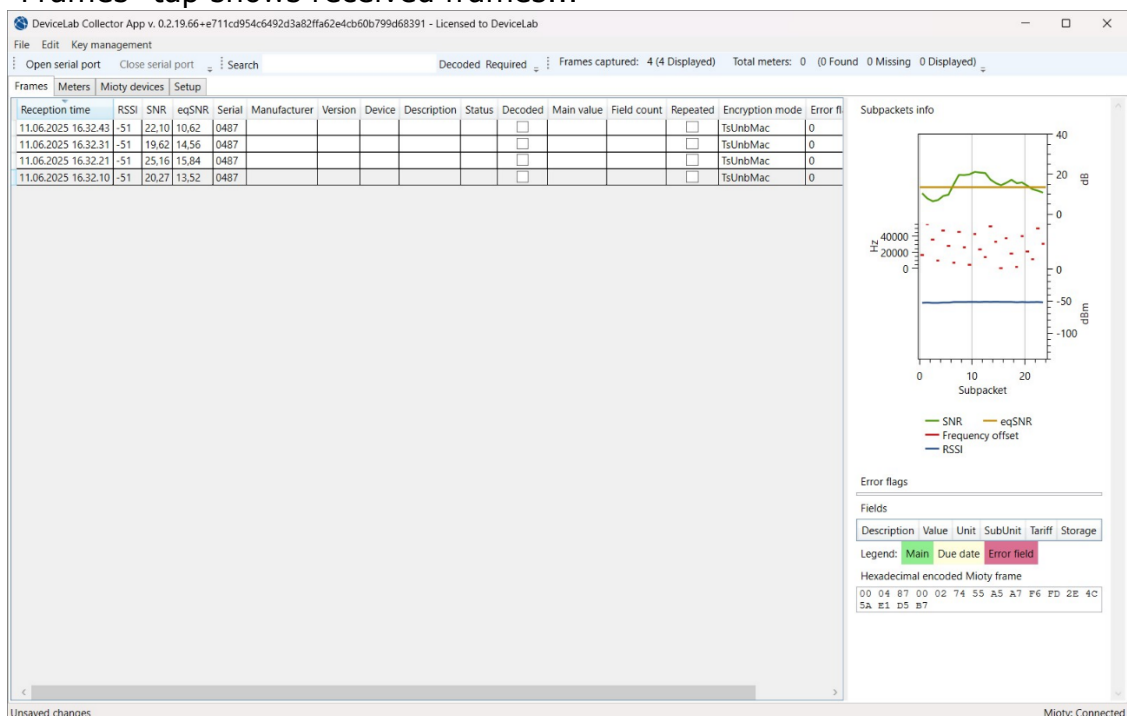 "Frames" tap shows received frames...
DeviceLab Collector App v. 0.2.19.66+e711cd954c6492d3a82ffa62e4cb60b799d68391 - Licensed to DeviceLab
File Edit Key management
Open serial port Close serial port Search Decoded Required Frames captured: 4 (4 Displayed) Total meters: 0 (0 Found 0 Missing 0 Displayed)
Frames Meters Mioty devices Setup
Reception time RSSI SNR eqSNR Serial Manufacturer Version Device Description Status Decoded Main value Field count Repeated Encryption mode Error fl
11.06.2025 16.32.43 -51 22,10 10,62 0487 TsUnbMac 0
11.06.2025 16.32.31 -51 19,62 14,56 0487 TsUnbMac 0
11.06.2025 16.32.21 -51 25,16 15,84 0487 TsUnbMac 0
11.06.2025 16.32.10 -51 20,27 13,52 0487 TsUnbMac 0
Subpackets info
40
20
0
dB
40000
20000
0
Hz
0
-50
-100
dBm
0 10 20
Subpacket
SNR eqSNR
Frequency offset
RSSI
Error flags
Fields
Description Value Unit SubUnit Tariff Storage
Legend: Main Due date Error field
Hexadecimal encoded Mioty frame
00 04 87 00 02 74 55 A5 A7 F6 FD 2E 4C
5A E1 D5 B7
Unsaved changes Mioty: Connected